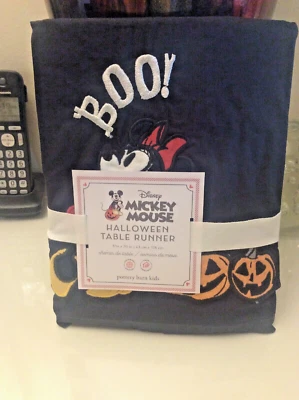 BOO!
Disney
MICKEY
MOUSE
HALLOWEEN
TABLE RUNNER
pottery barn kids